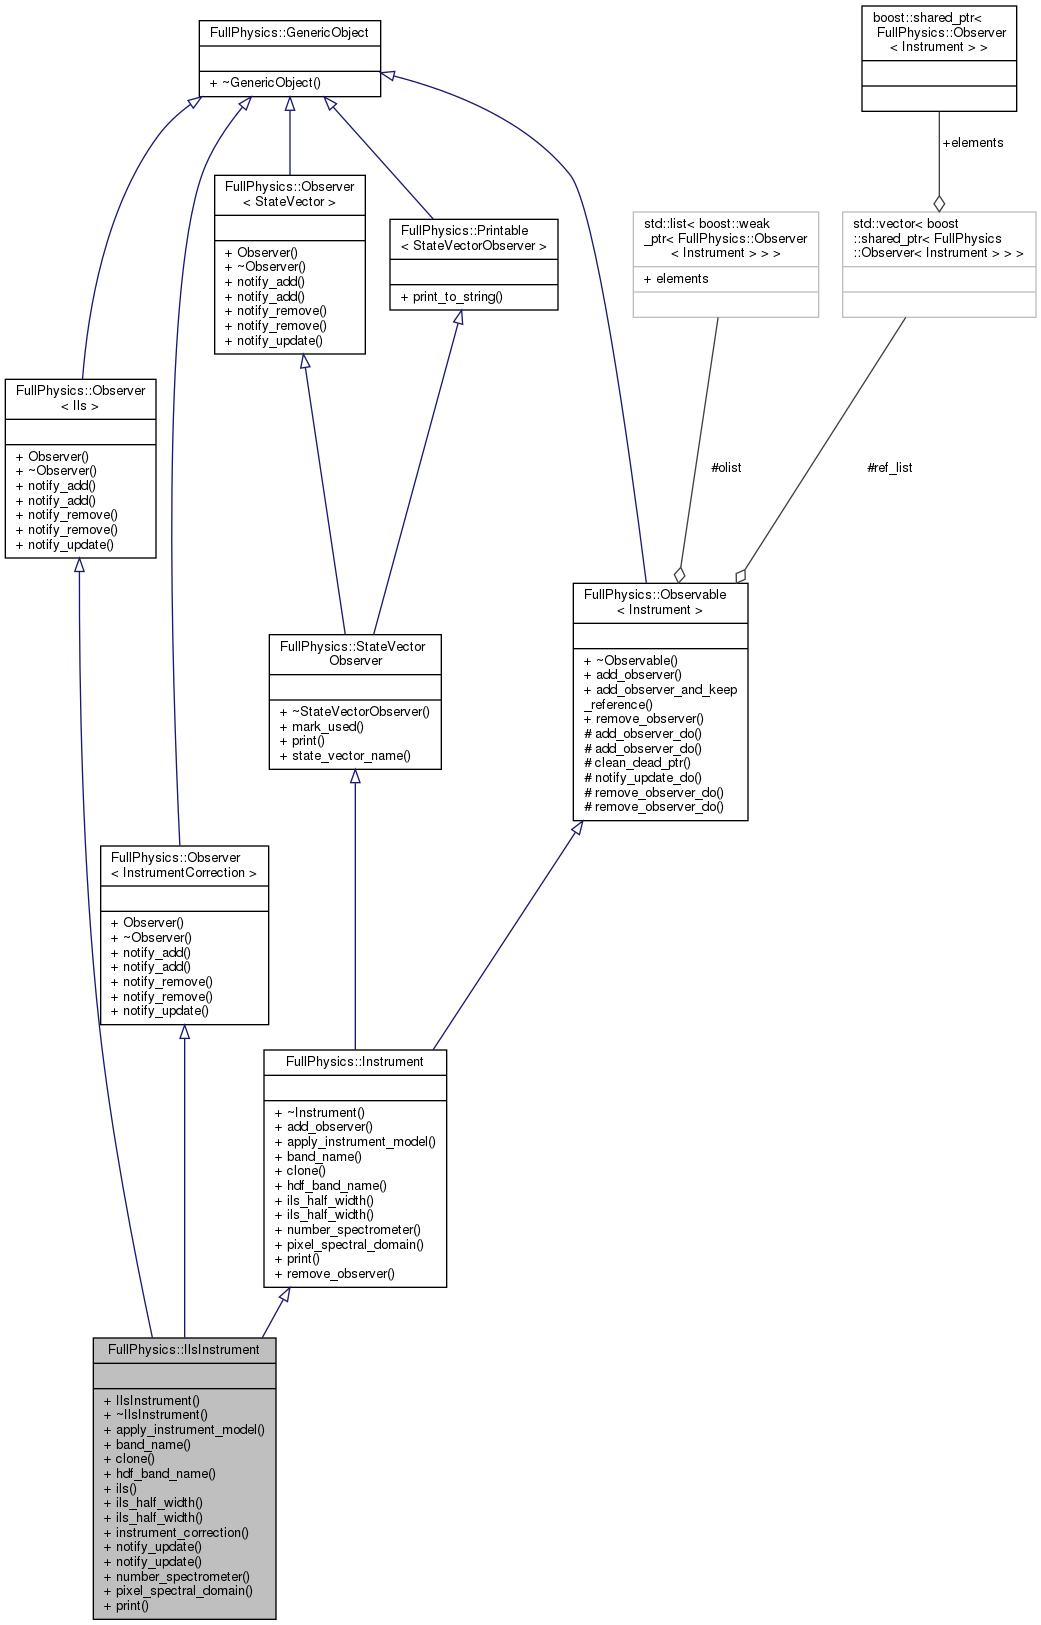 FullPhysics::GenericObject
+ ~GenericObject()
boost::shared_ptr<
FullPhysics::Observer
< Instrument > >
+elements
FullPhysics::Observer
< StateVector >
+ Observer()
+ ~Observer()
+ notify_add()
+ notify_add()
+ notify_remove()
+ notify_remove()
+ notify_update()
FullPhysics::Printable
< StateVectorObserver >
+ print_to_string()
std::list< boost::weak
_ptr< FullPhysics::Observer
< Instrument > > >
+ elements
std::vector< boost
::shared_ptr< FullPhysics
::Observer< Instrument > > >
FullPhysics::Observer
< Ils >
+ Observer()
+ ~Observer()
+ notify_add()
+ notify_add()
+ notify_remove()
+ notify_remove()
+ notify_update()
#olist
#ref_list
FullPhysics::StateVector
Observer
+ ~StateVectorObserver()
+ mark_used()
+ print()
+ state_vector_name()
FullPhysics::Observable
< Instrument >
+ ~Observable()
+ add_observer()
+ add_observer_and_keep
_reference()
+ remove_observer()
# add_observer_do()
# add_observer_do()
# clean_dead_ptr()
# notify_update_do()
# remove_observer_do()
# remove_observer_do()
FullPhysics::Observer
< InstrumentCorrection >
+ Observer()
+ ~Observer()
+ notify_add()
+ notify_add()
+ notify_remove()
+ notify_remove()
+ notify_update()
FullPhysics::Instrument
+ ~Instrument()
+ add_observer()
+ apply_instrument_model()
+ band_name()
+ clone()
+ hdf_band_name()
+ ils_half_width()
+ ils_half_width()
+ number_spectrometer()
+ pixel_spectral_domain()
+ print()
+ remove_observer()
FullPhysics::IlsInstrument
+ IlsInstrument()
+ ~IlsInstrument()
+ apply_instrument_model()
+ band_name()
+ clone()
+ hdf_band_name()
+ ils()
+ ils_half_width()
+ ils_half_width()
+ instrument_correction()
+ notify_update()
+ notify_update()
+ number_spectrometer()
+ pixel_spectral_domain()
+ print()